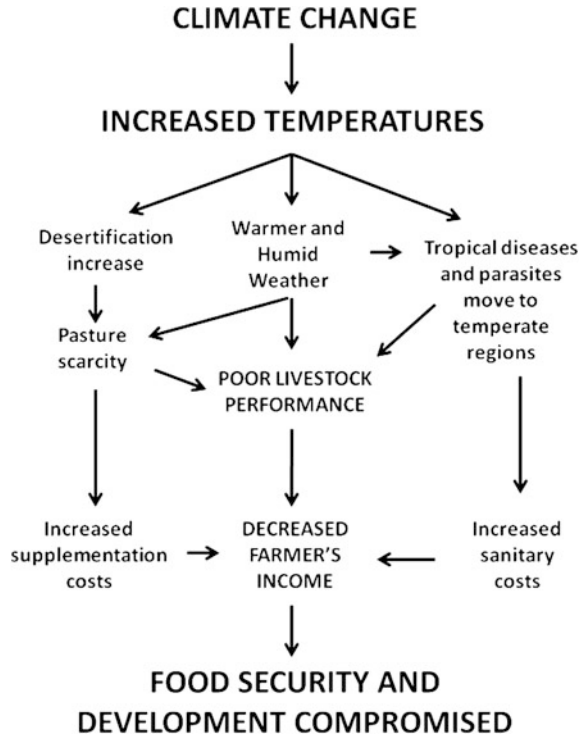 CLIMATE CHANGE
INCREASED TEMPERATURES
Desertification
increase
Warmer and
Humid
Weather
Tropical diseases
and parasites
move to
temperate
regions
Pasture
scarcity
POOR LIVESTOCK
PERFORMANCE
Increased
supplementation
costs
DECREASED
FARMER'S
INCOME
Increased
sanitary
costs
FOOD SECURITY AND
DEVELOPMENT COMPROMISED